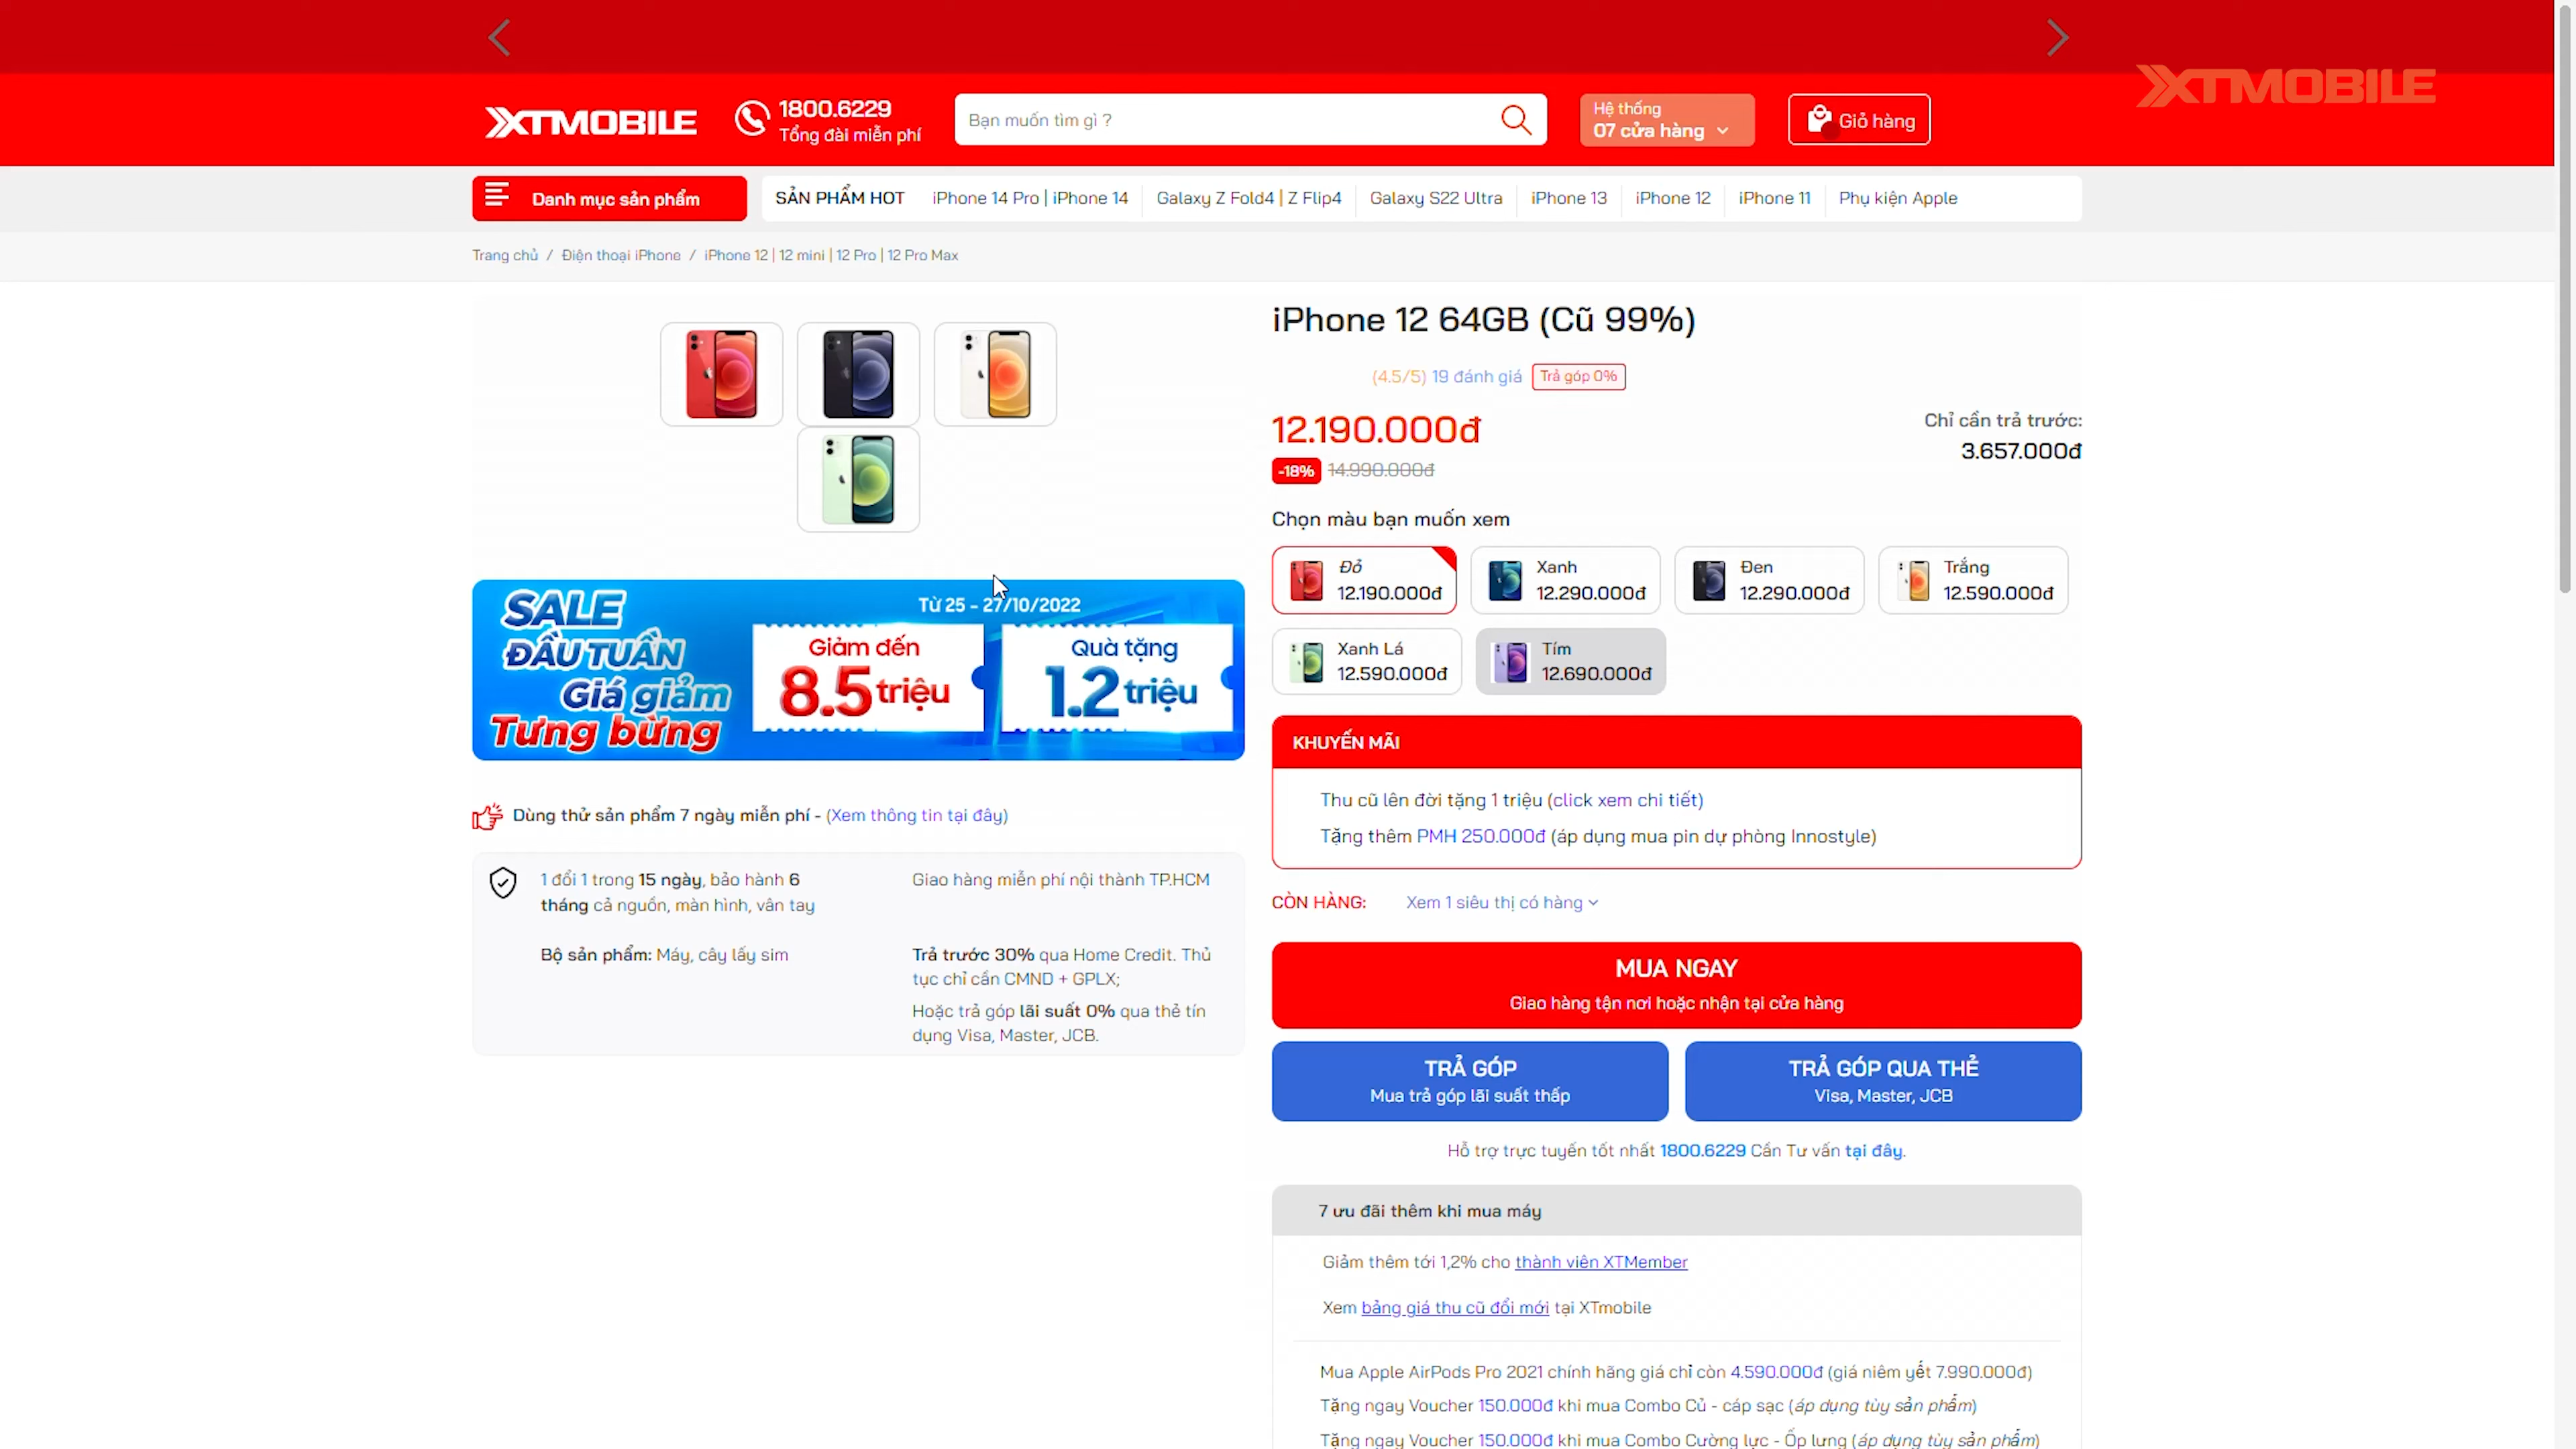 XTMOBILE
XTMOBILE
1800.6229
Tổng đài miễn phí
Bạn muốn tìm gì ?
Hệ thống
07 cửa hàng
Giỏ hàng
Danh mục sản phẩm
SẢN PHẨM HOT
iPhone 14 Pro | iPhone 14
Galaxy Z Fold4 | Z Flip4
Galaxy S22 Ultra
iPhone 13
iPhone 12
iPhone 11
Phụ kiện Apple
Trang chủ / Điện thoại iPhone / iPhone 12 | 12 mini | 12 Pro | 12 Pro Max
SALE
ĐẦU TUẦN
Giá giảm
Tưng bừng
Từ 25 - 27/10/2022
Giảm đến
8.5 triệu
Quà tặng
1.2 triệu
Dùng thử sản phẩm 7 ngày miễn phí - (Xem thông tin tại đây)
1 đổi 1 trong 15 ngày, bảo hành 6
tháng cả nguồn, màn hình, vân tay
Giao hàng miễn phí nội thành TP.HCM
Bộ sản phẩm: Máy, cây lấy sim
Trả trước 30% qua Home Credit. Thủ
tục chỉ cần CMND + GPLX;
Hoặc trả góp lãi suất 0% qua thẻ tín
dụng Visa, Master, JCB.
iPhone 12 64GB (Cũ 99%)
(4.5/5) 19 đánh giá
Trả góp 0%
12.190.000đ
-18% 14.990.000đ
Chỉ cần trả trước:
3.657.000đ
Chọn màu bạn muốn xem
Đỏ
12.190.000đ
Xanh
12.290.000đ
Đen
12.290.000đ
Trắng
12.590.000đ
Xanh Lá
12.590.000đ
Tím
12.690.000đ
KHUYẾN MÃI
Thu cũ lên đời tặng 1 triệu (click xem chi tiết)
Tặng thêm PMH 250.000đ (áp dụng mua pin dự phòng Innostyle)
CÒN HÀNG:
Xem 1 siêu thị có hàng
MUA NGAY
Giao hàng tận nơi hoặc nhận tại cửa hàng
TRẢ GÓP
Mua trả góp lãi suất thấp
TRẢ GÓP QUA THẺ
Visa, Master, JCB
Hỗ trợ trực tuyến tốt nhất 1800.6229 Cần Tư vấn tại đây.
7 ưu đãi thêm khi mua máy
Giảm thêm tới 1,2% cho thành viên XTMember
Xem bảng giá thu cũ đổi mới tại XTmobile
Mua Apple AirPods Pro 2021 chính hãng giá chỉ còn 4.590.000đ (giá niêm yết 7.990.000đ)
Tặng ngay Voucher 150.000đ khi mua Combo Củ - cáp sạc (áp dụng tùy sản phẩm)
Tặng ngay Voucher 150.000đ khi mua Combo Cường lực - Ốp lưng (áp dụng tùy sản phẩm)